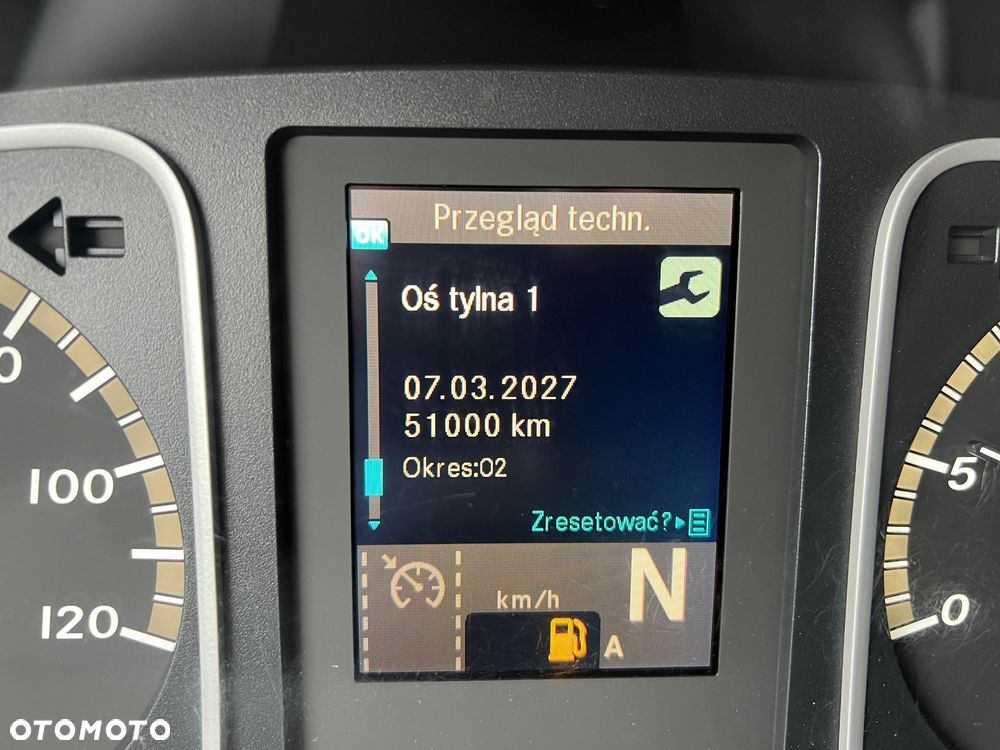 Przegląd techn.
OK
Oś tylna 1
07.03.2027
51000 km
Okres:02
Zresetować?
km/h
N
A
0
100
120
5
0
OTOMOTO